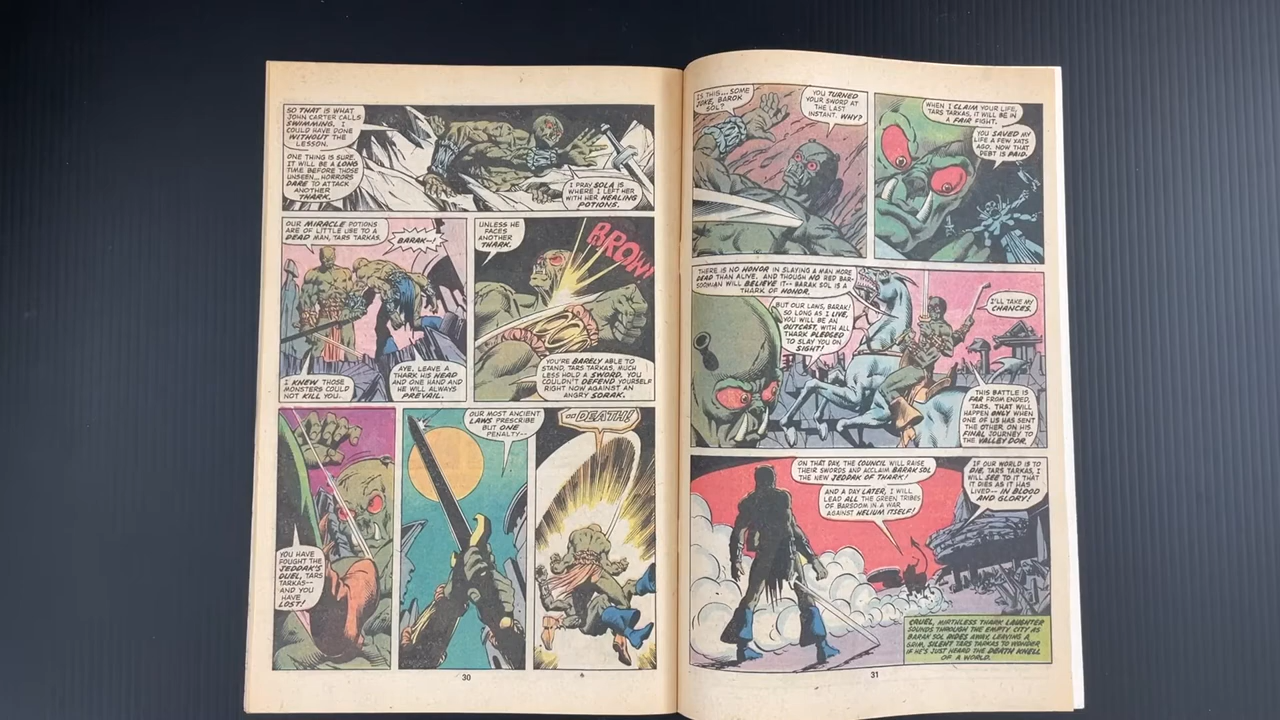 SO THAT IS WHAT
JOHN CARTER CALLS
SWIMMING. I
COULD HAVE DONE
WITHOUT THE
LESSON.
ONE THING IS SURE,
IT WILL BE A LONG
TIME BEFORE THOSE
UNSEEN... HORRORS
DARE TO ATTACK
ANOTHER
THARK.
I PRAY SOLA IS
WHERE I LEFT HER
WITH HER HEALING
POTIONS.
OUR MIRACLE POTIONS
ARE OF LITTLE USE TO A
DEAD MAN, TARS TARKAS.
BARAK--!
I KNEW THOSE
MONSTERS COULD
NOT KILL YOU.
AYE. LEAVE A
THARK HIS HEAD
AND ONE HAND AND
HE WILL ALWAYS
PREVAIL.
UNLESS HE
FACES
ANOTHER
THARK.
BROW!
YOU'RE BARELY ABLE TO
STAND, TARS TARKAS, MUCH
LESS HOLD A SWORD. YOU
COULDN'T DEFEND YOURSELF
RIGHT NOW AGAINST AN
ANGRY SORAK.
YOU HAVE
FOUGHT THE
JEDDAK'S
DUEL, TARS
TARKAS--
AND YOU
HAVE
LOST!
OUR MOST ANCIENT
LAWS PRESCRIBE
BUT ONE
PENALTY--
DEATH!
30
IS THIS... SOME
JOKE, BARAK
SOL?
YOU TURNED
YOUR SWORD AT
THE LAST
INSTANT. WHY?
WHEN I CLAIM YOUR LIFE,
TARS TARKAS, IT WILL BE IN
A FAIR FIGHT.
YOU SAVED MY
LIFE A FEW XATS
AGO. NOW THAT
DEBT IS PAID.
THERE IS NO HONOR IN SLAYING A MAN MORE
DEAD THAN ALIVE. AND THOUGH NO RED BAR-
SOOMIAN WILL BELIEVE IT-- BARAK SOL IS A
THARK OF HONOR.
BUT OUR LAWS, BARAK!
SO LONG AS I LIVE,
YOU WILL BE AN
OUTCAST, WITH ALL
THARK PLEDGED
TO SLAY YOU ON
SIGHT!
I'LL TAKE MY
CHANCES.
THIS BATTLE IS
FAR FROM ENDED,
TARS. THAT WILL
HAPPEN ONLY WHEN
ONE OF US HAS SENT
THE OTHER ON HIS
FINAL JOURNEY TO
THE VALLEY DOR.
ON THAT DAY, THE COUNCIL WILL RAISE
THEIR SWORDS AND ACCLAIM BARAK SOL
THE NEW JEDDAK OF THARK!
AND A DAY LATER, I WILL
LEAD ALL THE GREEN TRIBES
OF BARSOOM IN A WAR
AGAINST HELIUM ITSELF!
IF OUR WORLD IS TO
DIE, TARS TARKAS, I
WILL SEE TO IT THAT
IT DIES AS IT HAS
LIVED-- IN BLOOD
AND GLORY!
CRUEL, MIRTHLESS THARK LAUGHTER
SOUNDS THROUGH THE EMPTY CITY AS
BARAK SOL RIDES AWAY, LEAVING A
GRIM, SILENT TARS TARKAS TO WONDER
IF HE'S JUST HEARD THE DEATH KNELL
OF A WORLD.
31